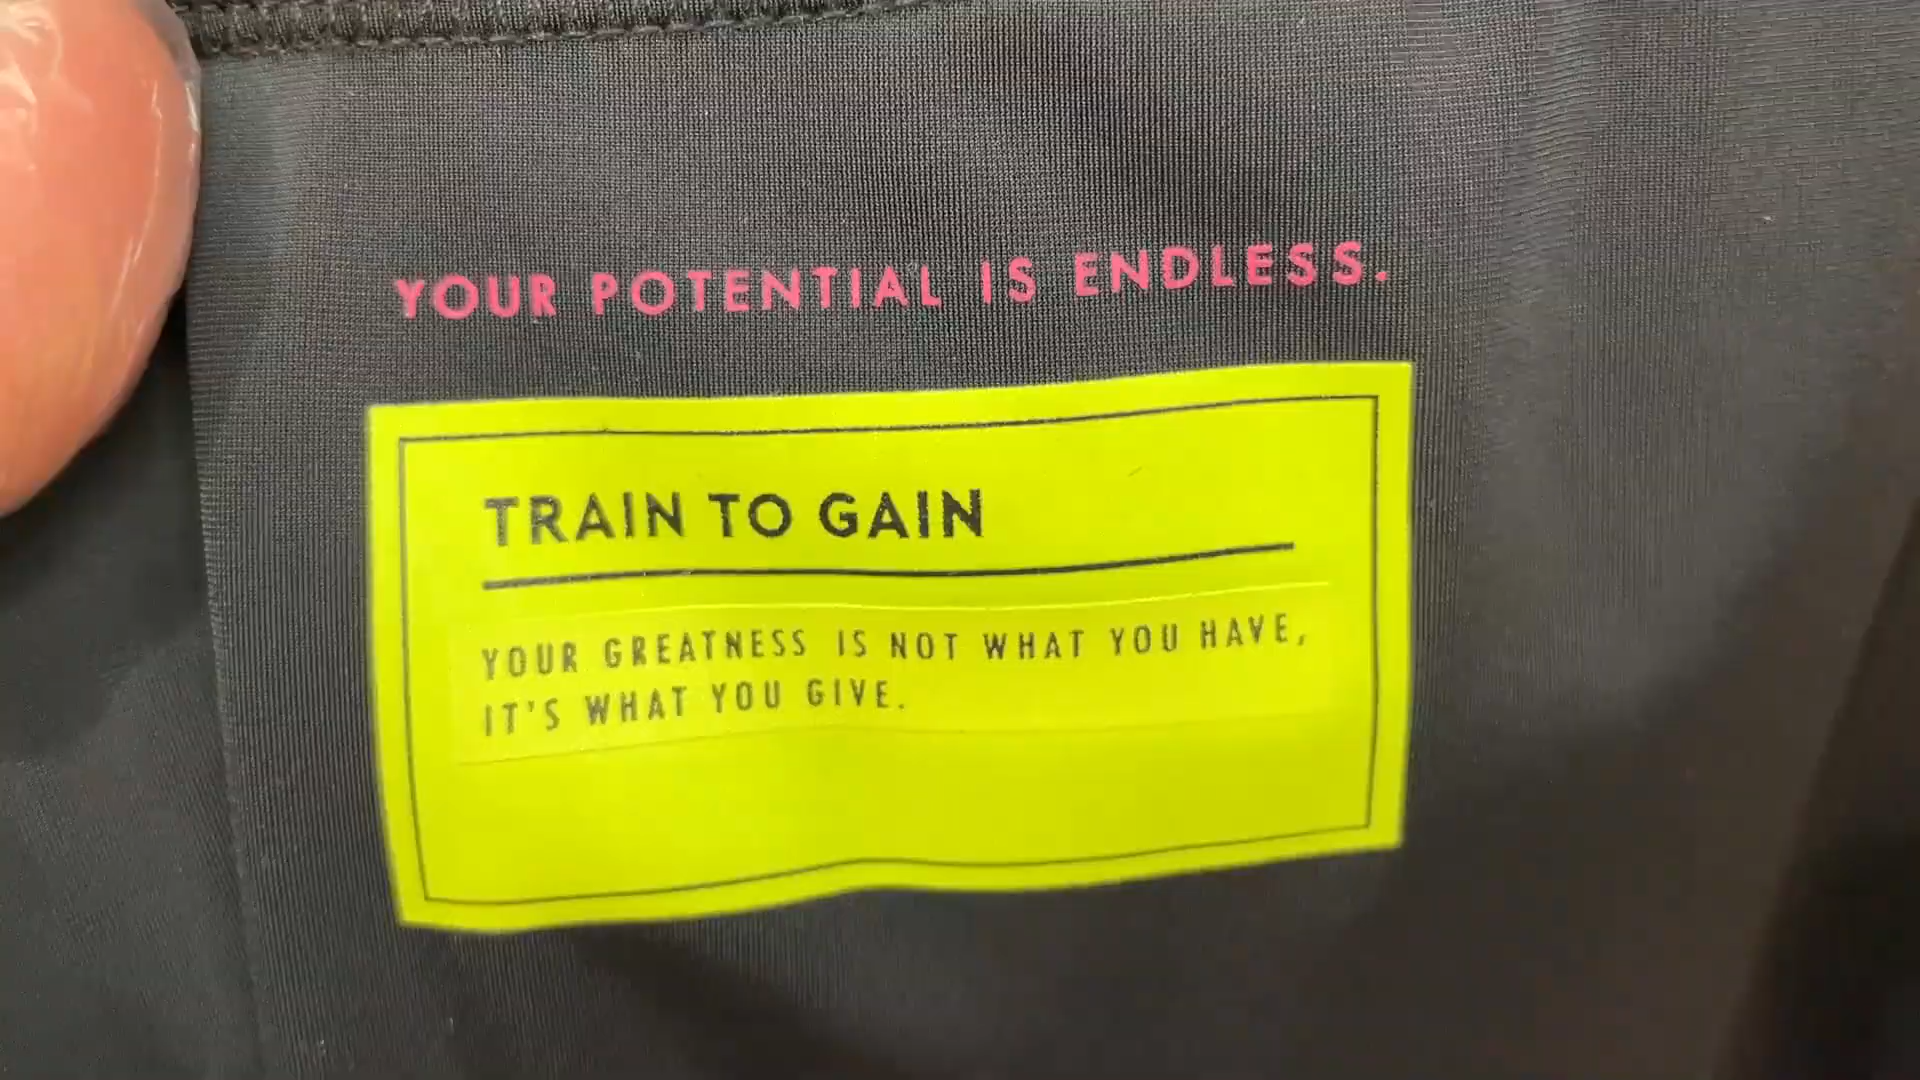 YOUR POTENTIAL IS ENDLESS.
TRAIN TO GAIN
YOUR GREATNESS IS NOT WHAT YOU HAVE,
IT'S WHAT YOU GIVE.